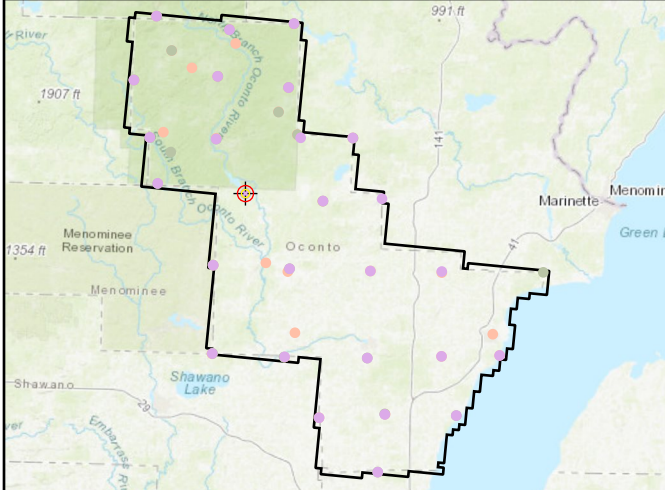 991 ft
River
North Branch Oconto River
1907 ft
141
South Branch Oconto River
Marinette
Menomin
Menominee
Reservation
Oconto
41
Green
1354 ft
Menominee
Shawano
Lake
Shawano
29
Embarrass